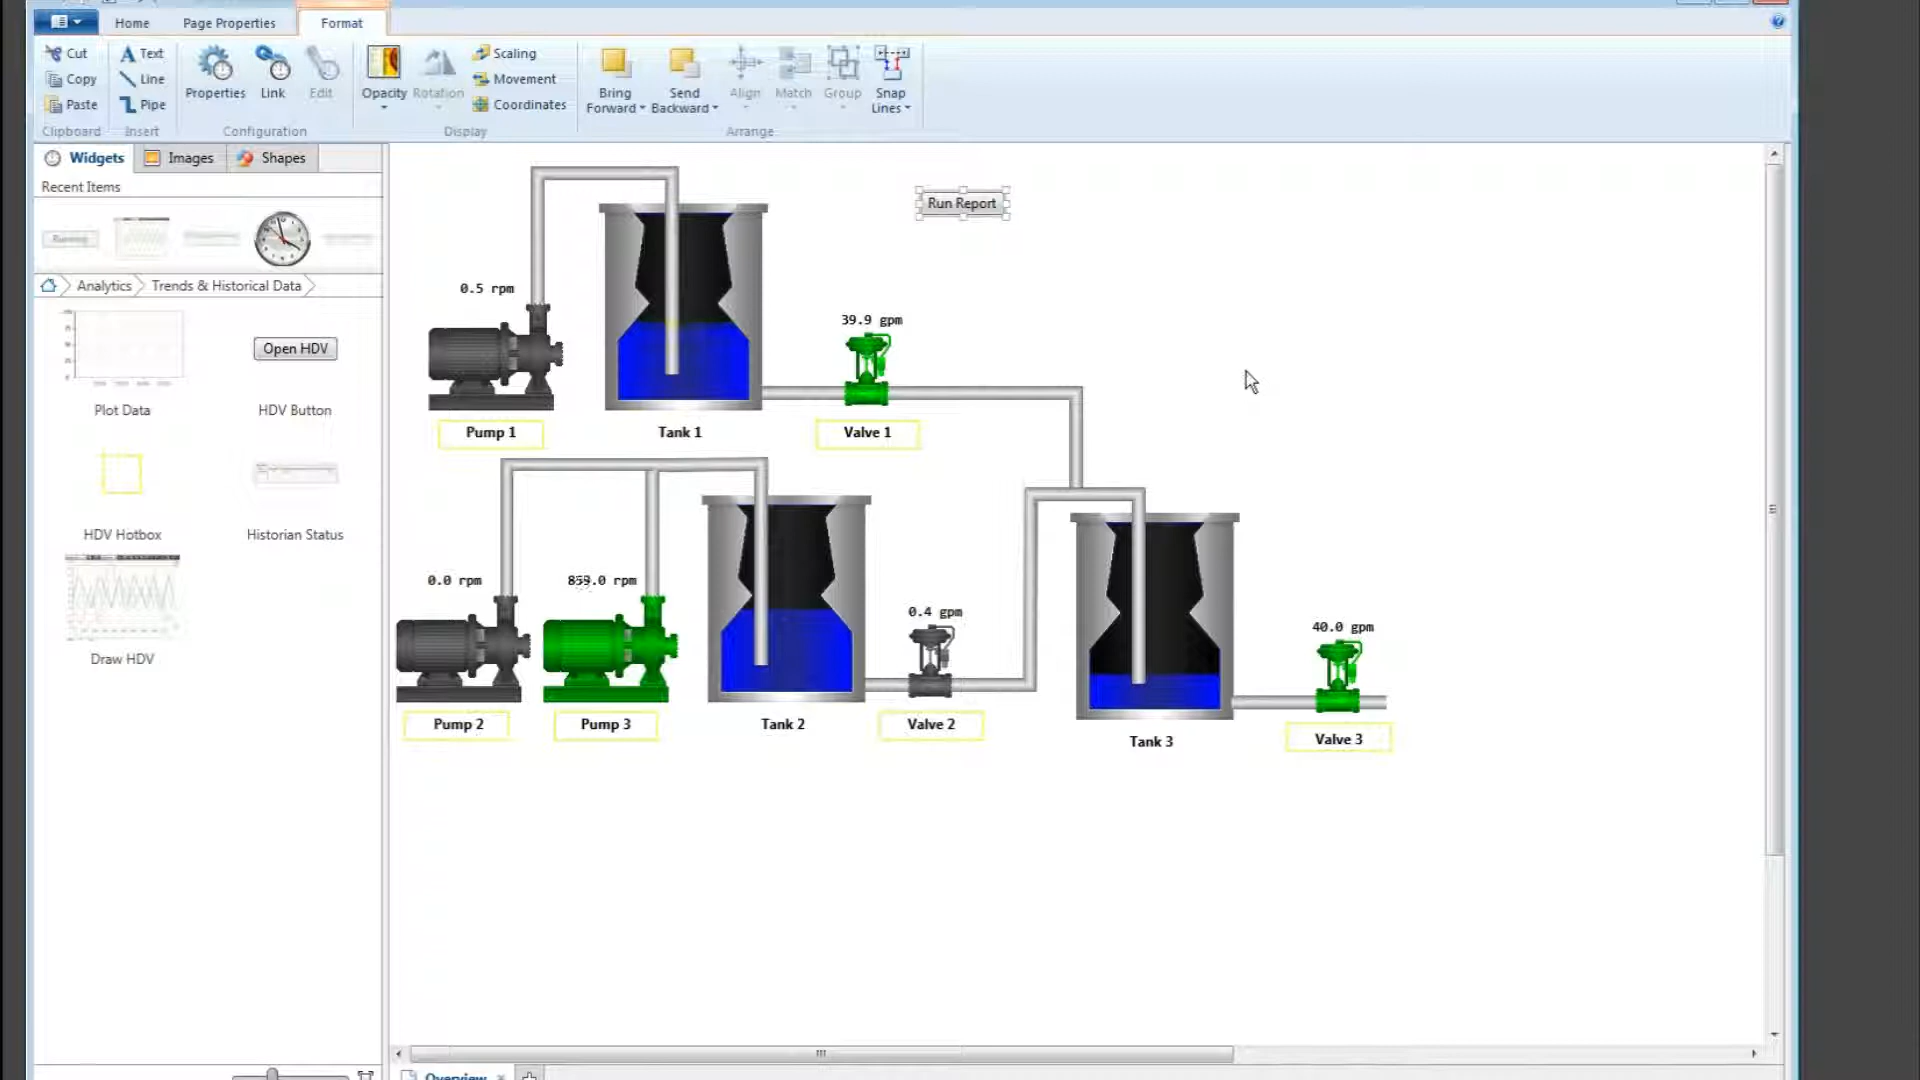 Home
Page Properties
Format
Cut
Copy
Paste
Clipboard
Text
Line
Pipe
Insert
Properties
Link
Edit
Configuration
Opacity
Rotation
Scaling
Movement
Coordinates
Display
Bring
Forward
Send
Backward
Align
Match
Group
Snap
Lines
Arrange
Widgets
Images
Shapes
Recent Items
Analytics
Trends & Historical Data
Plot Data
Open HDV
HDV Button
HDV Hotbox
Historian Status
Draw HDV
Run Report
0.5 rpm
39.9 gpm
Pump 1
Tank 1
Valve 1
0.0 rpm
859.0 rpm
0.4 gpm
40.0 gpm
Pump 2
Pump 3
Tank 2
Valve 2
Tank 3
Valve 3
Overview